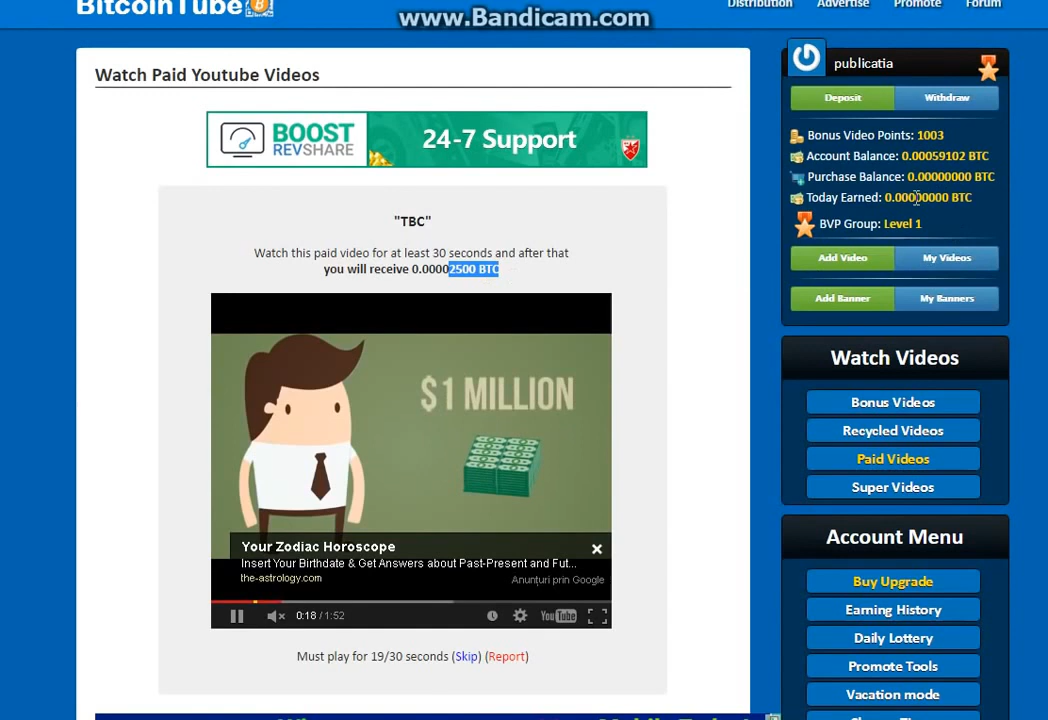 BitcoinTube
www.Bandicam.com
Distribution Advertise Promote Forum
Watch Paid Youtube Videos
BOOST
REVSHARE
24-7 Support
"TBC"
Watch this paid video for at least 30 seconds and after that
you will receive 0.00002500 BTC
$1 MILLION
Your Zodiac Horoscope
Insert Your Birthdate & Get Answers about Past-Present and Fut...
the-astrology.com
Anunțuri prin Google
0:18 / 1:52
YouTube
Must play for 19/30 seconds (Skip) (Report)
publicatia
Deposit Withdraw
Bonus Video Points: 1003
Account Balance: 0.00059102 BTC
Purchase Balance: 0.00000000 BTC
Today Earned: 0.00000000 BTC
BVP Group: Level 1
Add Video My Videos
Add Banner My Banners
Watch Videos
Bonus Videos
Recycled Videos
Paid Videos
Super Videos
Account Menu
Buy Upgrade
Earning History
Daily Lottery
Promote Tools
Vacation mode